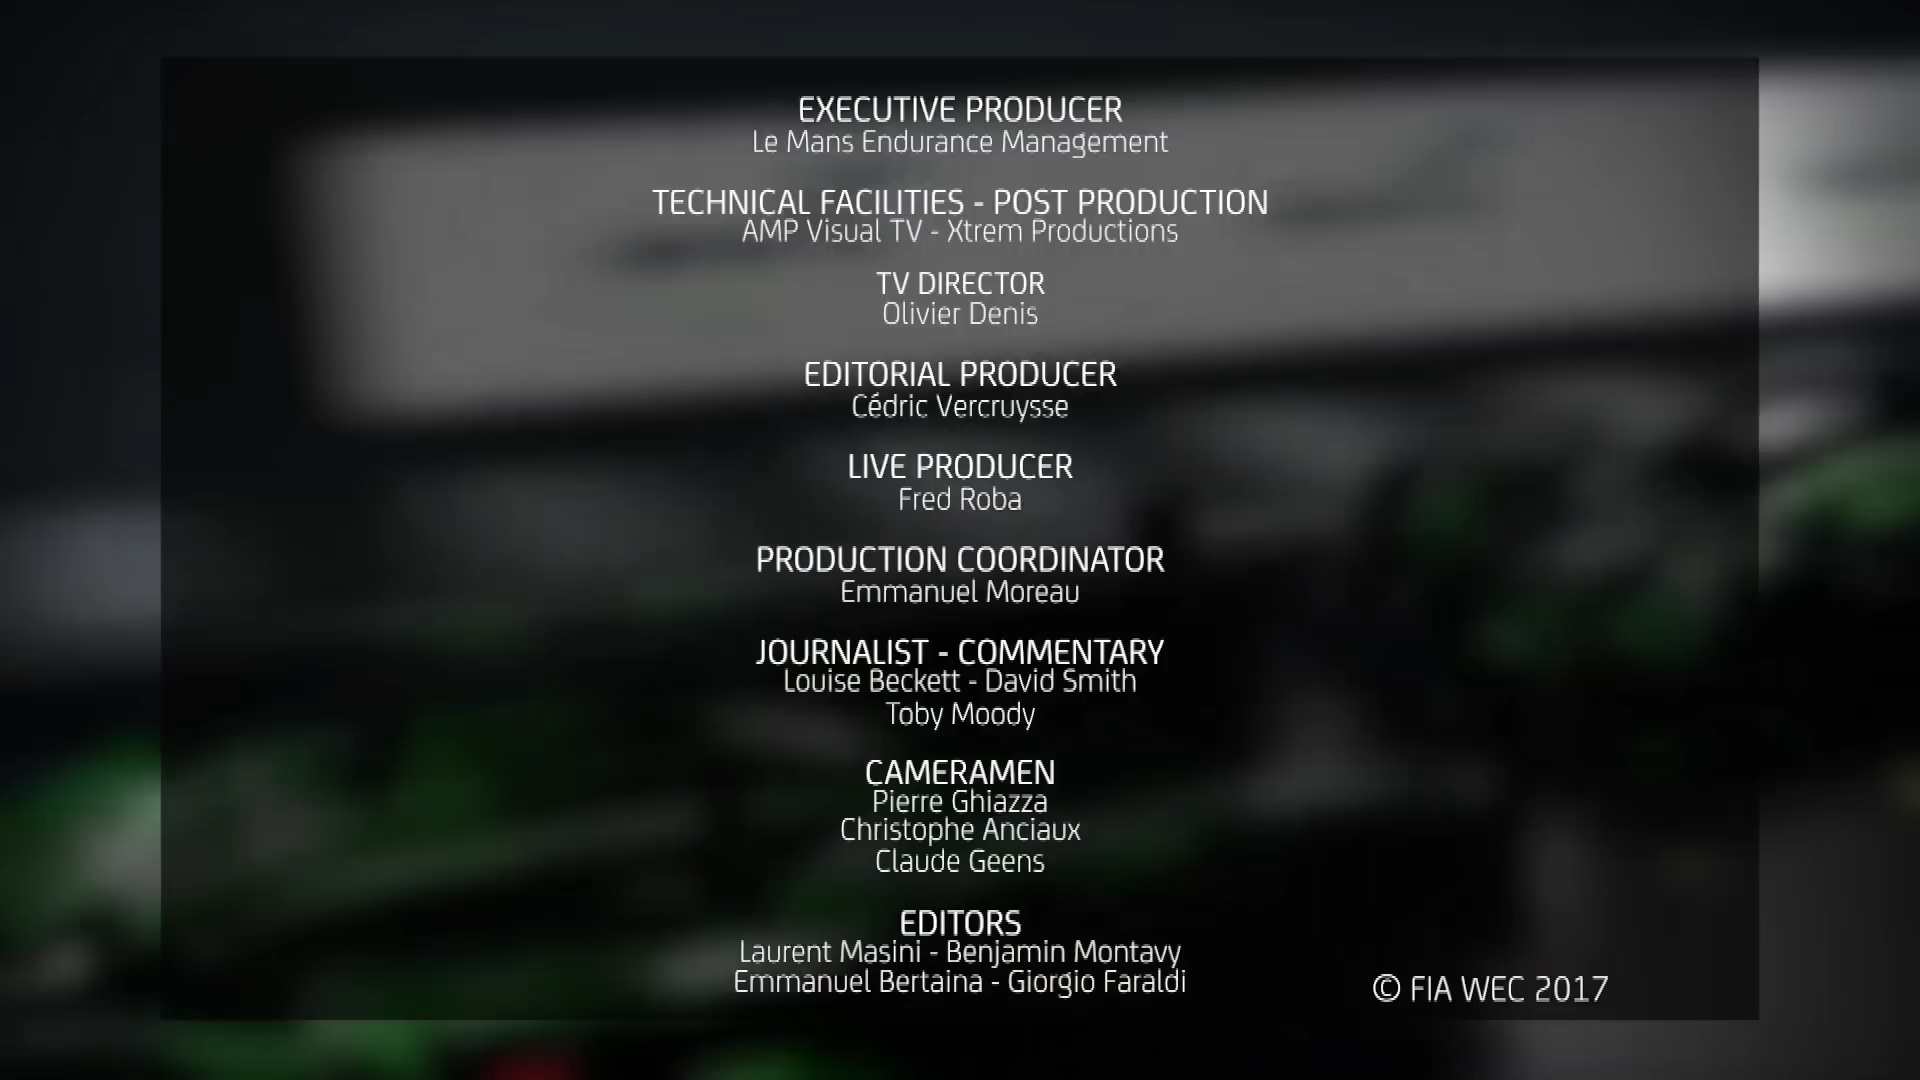 EXECUTIVE PRODUCER
Le Mans Endurance Management
TECHNICAL FACILITIES - POST PRODUCTION
AMP Visual TV - Xtrem Productions
TV DIRECTOR
Olivier Denis
EDITORIAL PRODUCER
Cédric Vercruysse
LIVE PRODUCER
Fred Roba
PRODUCTION COORDINATOR
Emmanuel Moreau
JOURNALIST - COMMENTARY
Louise Beckett - David Smith
Toby Moody
CAMERAMEN
Pierre Ghiazza
Christophe Anciaux
Claude Geens
EDITORS
Laurent Masini - Benjamin Montavy
Emmanuel Bertaina - Giorgio Faraldi
© FIA WEC 2017